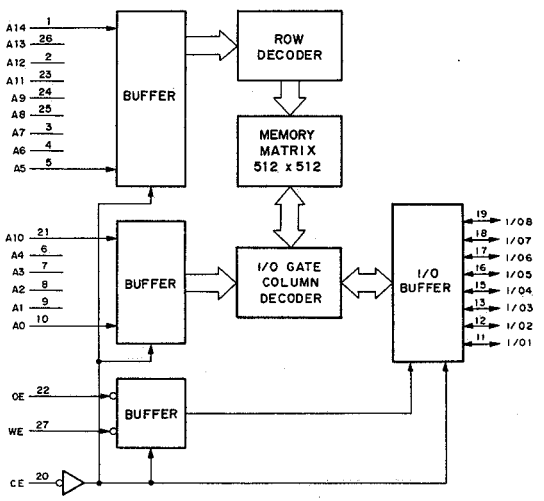 A14 1
A13 26
A12 2
A11 23
A9 24
A8 25
A7 3
A6 4
A5 5
BUFFER
ROW
DECODER
MEMORY
MATRIX
512 x 512
A10 21
A4 6
A3 7
A2 8
A1 9
A0 10
BUFFER
I/O GATE
COLUMN
DECODER
I/O
BUFFER
19 I/O8
18 I/O7
17 I/O6
16 I/O5
15 I/O4
13 I/O3
12 I/O2
11 I/O1
OE 22
WE 27
BUFFER
CE 20